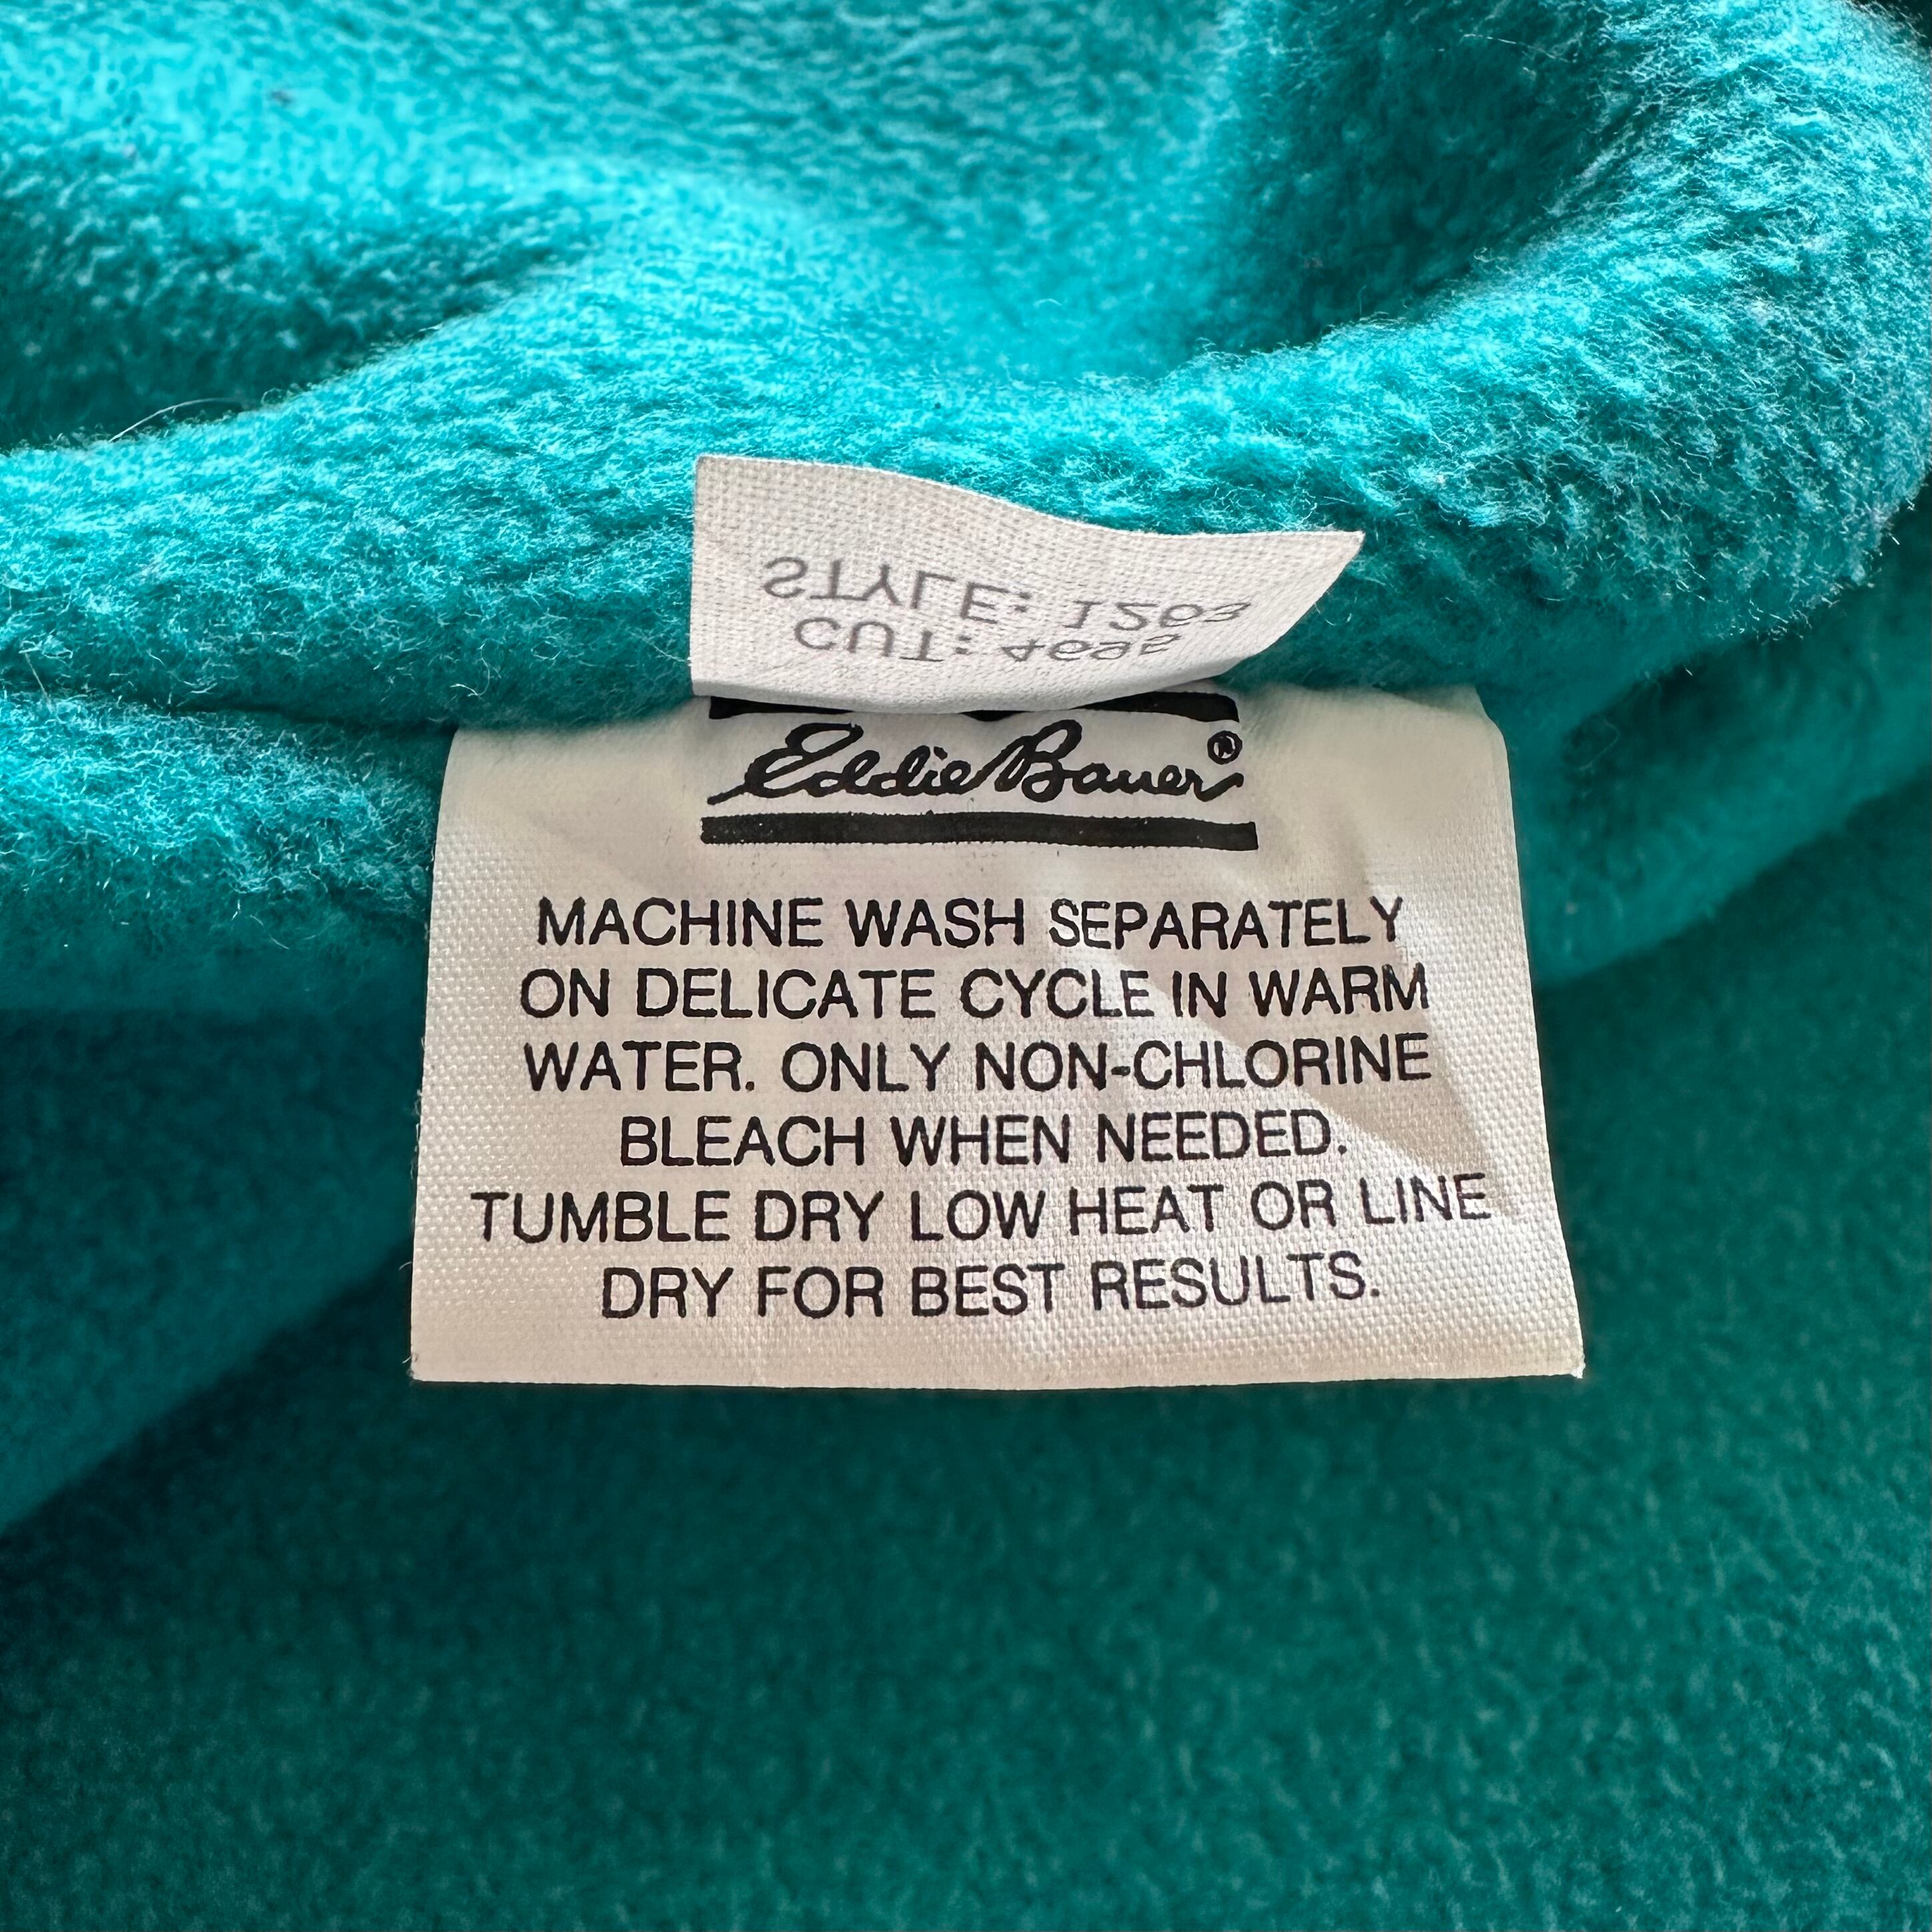 STYLE: 1263
CUT: 4695
Eddie Bauer®
MACHINE WASH SEPARATELY
ON DELICATE CYCLE IN WARM
WATER. ONLY NON-CHLORINE
BLEACH WHEN NEEDED.
TUMBLE DRY LOW HEAT OR LINE
DRY FOR BEST RESULTS.